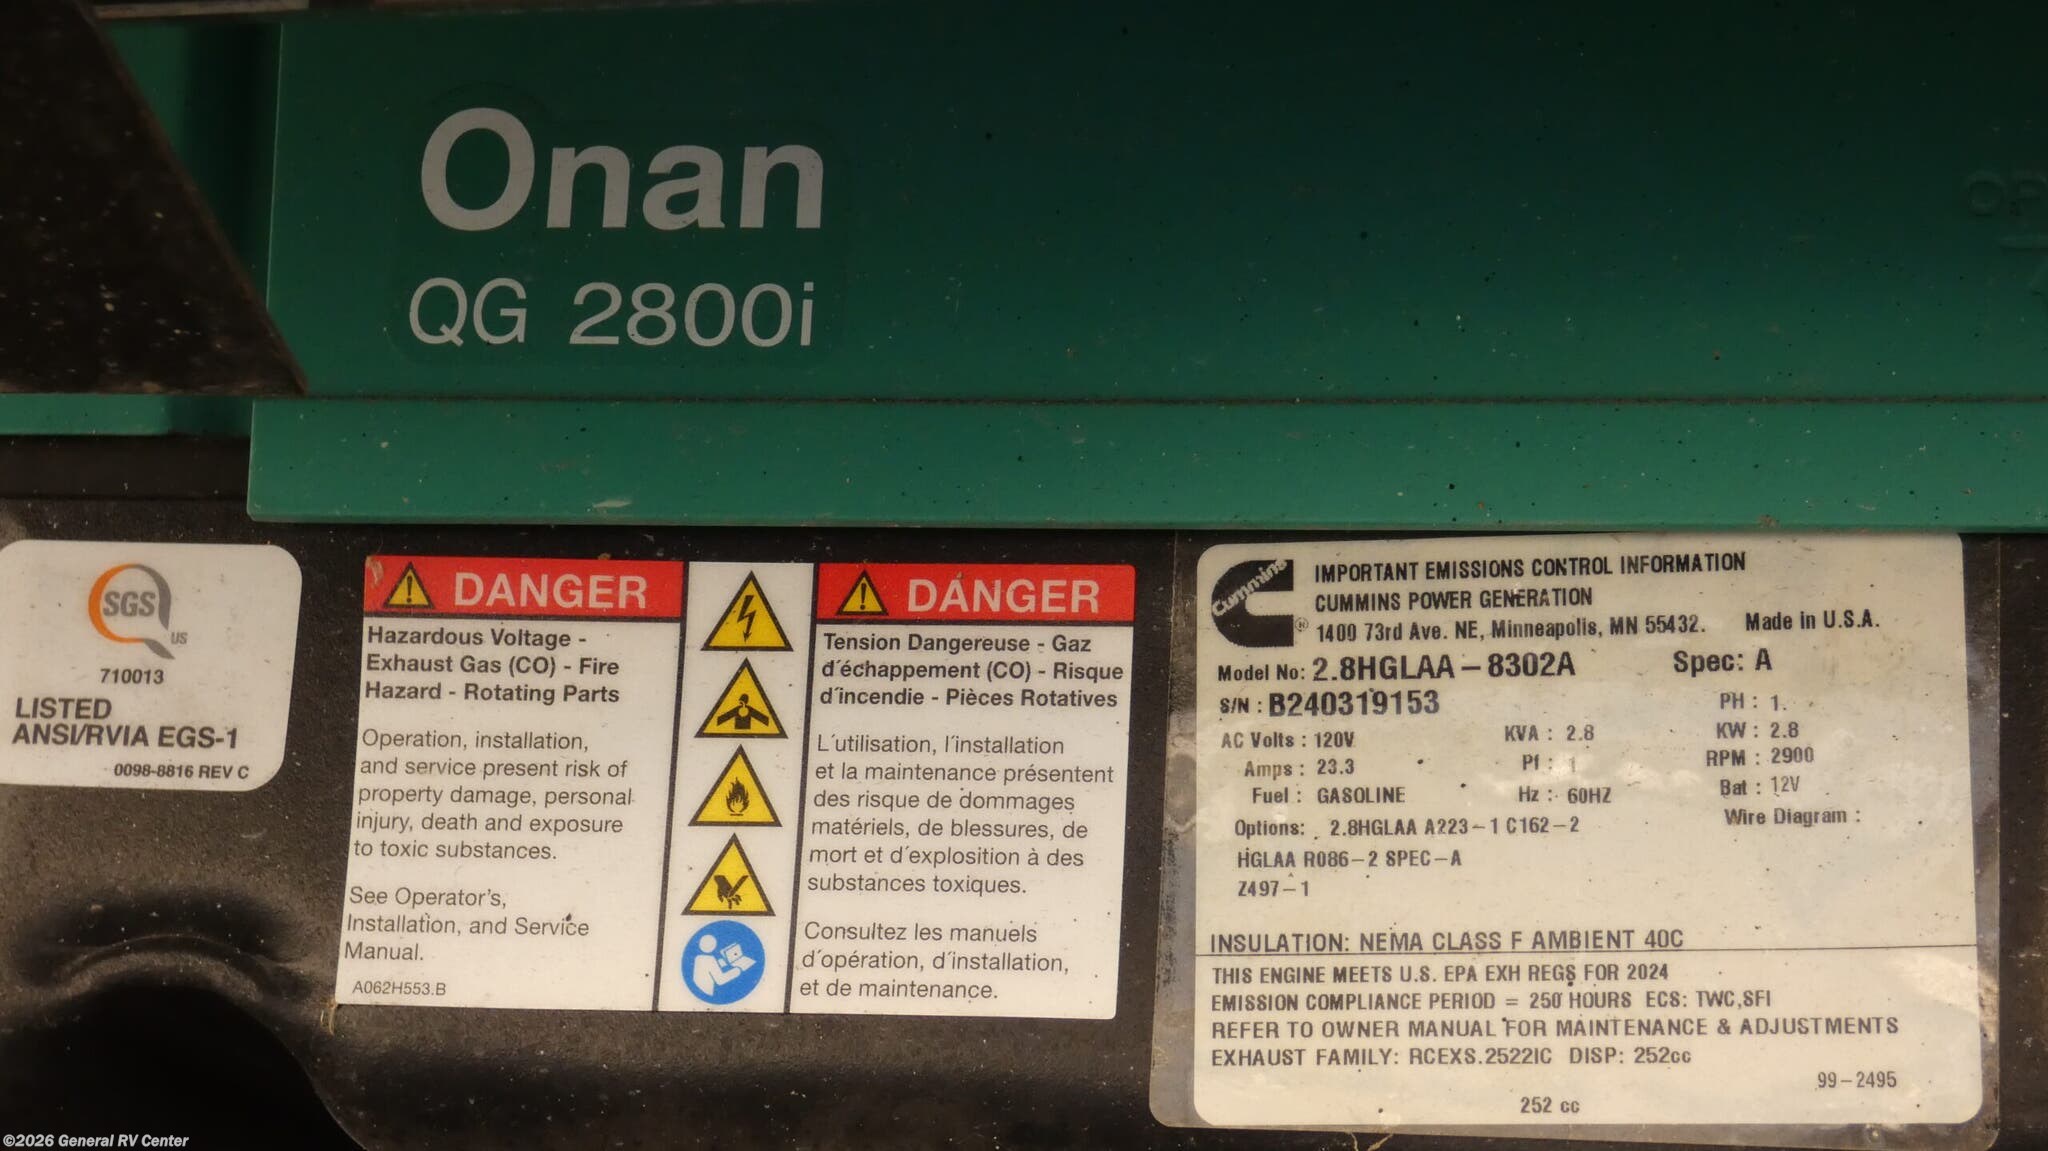 Onan
QG 2800i
SGS
US
710013
LISTED
ANSI/RVIA EGS-1
0098-8816 REV C
DANGER
Hazardous Voltage -
Exhaust Gas (CO) - Fire
Hazard - Rotating Parts
Operation, installation,
and service present risk of
property damage, personal
injury, death and exposure
to toxic substances.
See Operator's,
Installation, and Service
Manual.
A062H553.B
DANGER
Tension Dangereuse - Gaz
d´échappement (CO) - Risque
d´incendie - Pièces Rotatives
L´utilisation, l´installation
et la maintenance présentent
des risque de dommages
matériels, de blessures, de
mort et d´explosition à des
substances toxiques.
Consultez les manuels
d´opération, d´installation,
et de maintenance.
Cummins ®
IMPORTANT EMISSIONS CONTROL INFORMATION
CUMMINS POWER GENERATION
1400 73rd Ave. NE, Minneapolis, MN 55432. Made in U.S.A.
Model No: 2.8HGLAA-8302A Spec: A
S/N : B240319153 PH : 1.
AC Volts : 120V KVA : 2.8 KW : 2.8
Amps : 23.3 Pf : 1 RPM : 2900
Fuel : GASOLINE Hz : 60HZ Bat : 12V
Options: 2.8HGLAA A223-1 C162-2 Wire Diagram :
HGLAA R086-2 SPEC-A
Z497-1
INSULATION: NEMA CLASS F AMBIENT 40C
THIS ENGINE MEETS U.S. EPA EXH REGS FOR 2024
EMISSION COMPLIANCE PERIOD = 250 HOURS ECS: TWC,SFI
REFER TO OWNER MANUAL FOR MAINTENANCE & ADJUSTMENTS
EXHAUST FAMILY: RCEXS.2522IC DISP: 252cc
99-2495
252 cc
©2026 General RV Center